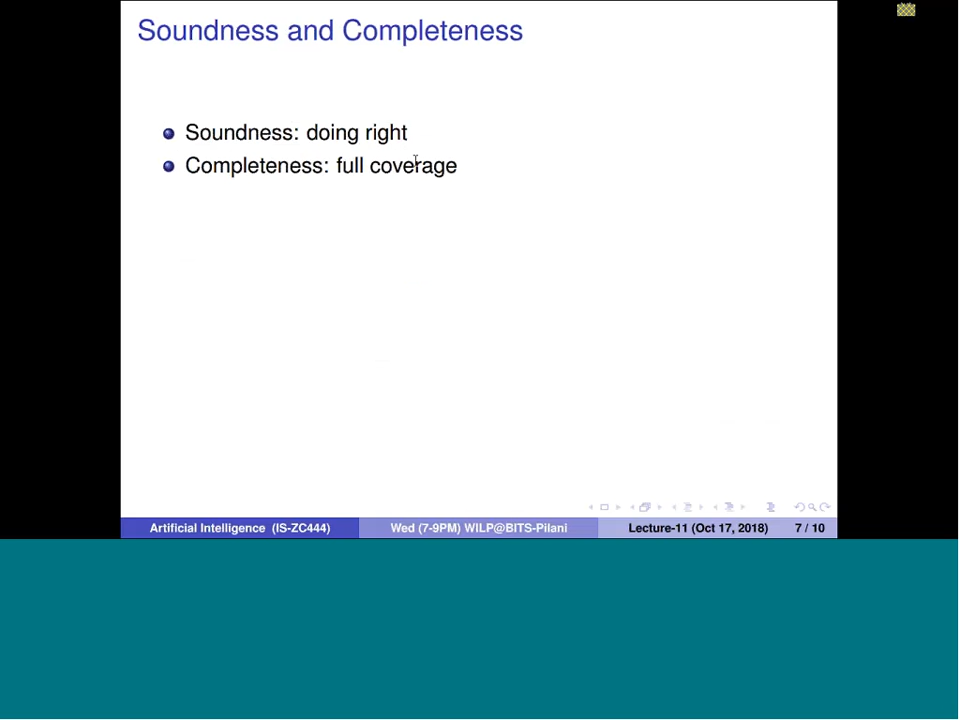 Soundness and Completeness
Soundness: doing right
Completeness: full coverage
Artificial Intelligence (IS-ZC444) Wed (7-9PM) WILP@BITS-Pilani Lecture-11 (Oct 17, 2018) 7 / 10